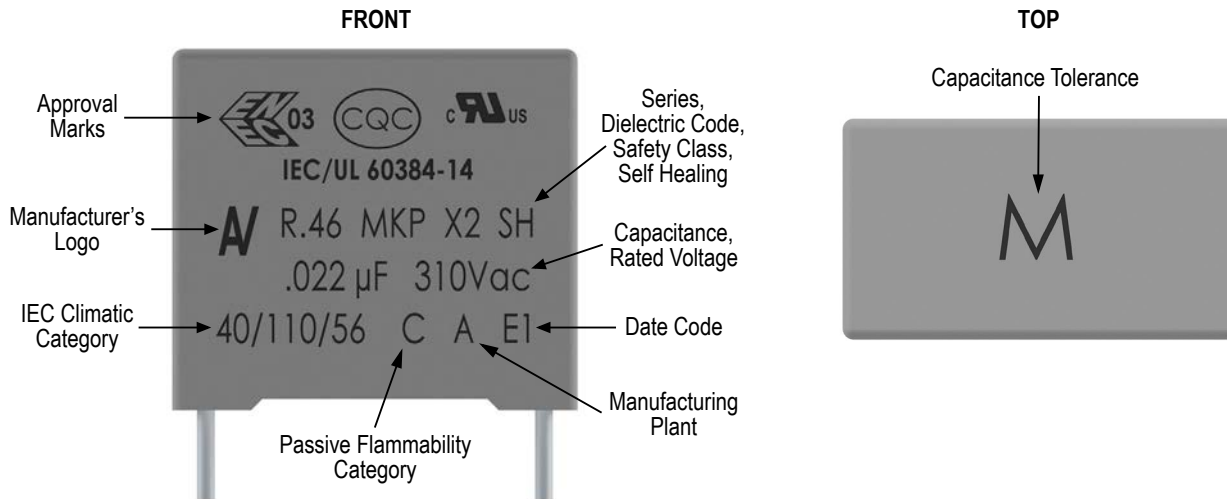 FRONT
TOP
Approval
Marks
EN
EC
03
CQC
C
US
IEC/UL 60384-14
Series,
Dielectric Code,
Safety Class,
Self Healing
Manufacturer's
Logo
R.46 MKP X2 SH
.022 µF 310Vac
Capacitance,
Rated Voltage
IEC Climatic
Category
40/110/56 C A E1
Date Code
Passive Flammability
Category
Manufacturing
Plant
Capacitance Tolerance
M